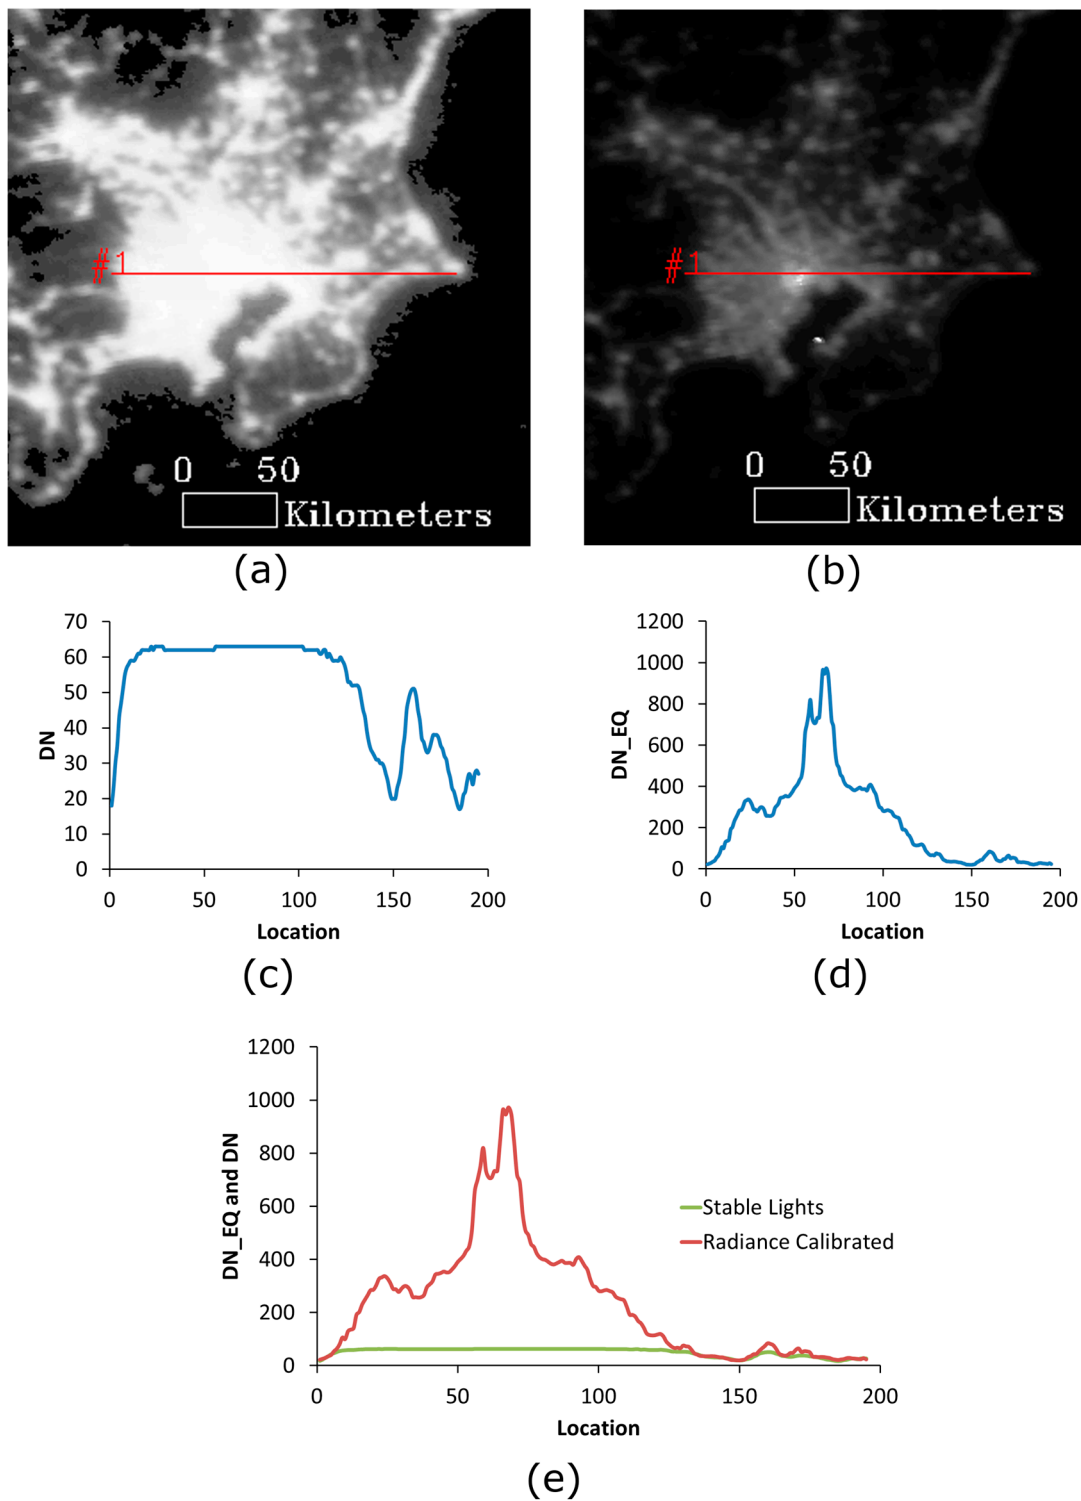 #1
0 50
Kilometers
(a)
#1
0 50
Kilometers
(b)
70
60
50
40
30
20
10
0
DN
0 50 100 150 200
Location
(c)
1200
1000
800
600
400
200
0
DN_EQ
0 50 100 150 200
Location
(d)
1200
1000
800
600
400
200
0
DN_EQ and DN
Stable Lights
Radiance Calibrated
0 50 100 150 200
Location
(e)